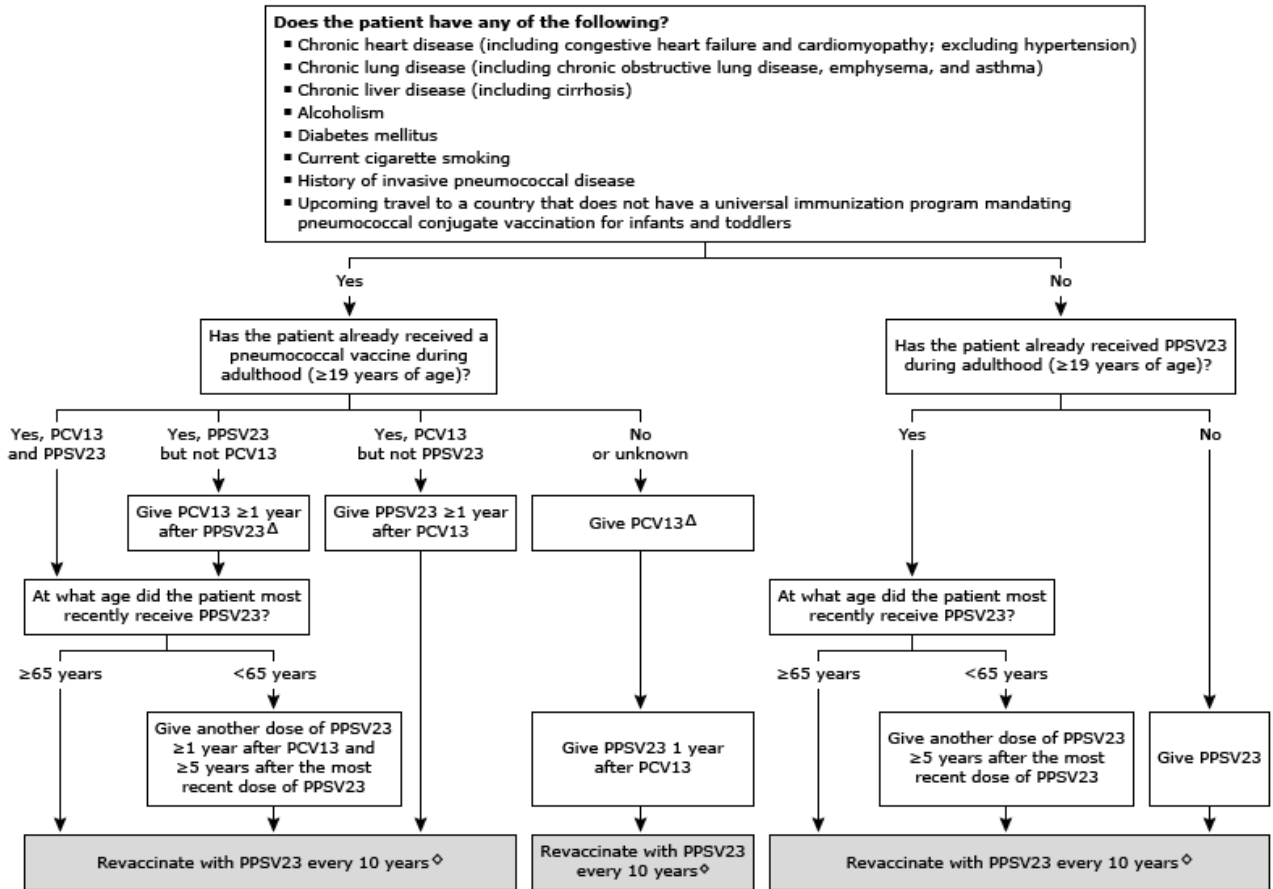 Does the patient have any of the following?
▪ Chronic heart disease (including congestive heart failure and cardiomyopathy; excluding hypertension)
▪ Chronic lung disease (including chronic obstructive lung disease, emphysema, and asthma)
▪ Chronic liver disease (including cirrhosis)
▪ Alcoholism
▪ Diabetes mellitus
▪ Current cigarette smoking
▪ History of invasive pneumococcal disease
▪ Upcoming travel to a country that does not have a universal immunization program mandating
pneumococcal conjugate vaccination for infants and toddlers
Yes
No
Has the patient already received a
pneumococcal vaccine during
adulthood (≥19 years of age)?
Has the patient already received PPSV23
during adulthood (≥19 years of age)?
Yes, PCV13
and PPSV23
Yes, PPSV23
but not PCV13
Yes, PCV13
but not PPSV23
No
or unknown
Yes
No
Give PCV13 ≥1 year
after PPSV23Δ
Give PPSV23 ≥1 year
after PCV13
Give PCV13Δ
At what age did the patient most
recently receive PPSV23?
At what age did the patient most
recently receive PPSV23?
≥65 years
<65 years
≥65 years
<65 years
Give another dose of PPSV23
≥1 year after PCV13 and
≥5 years after the most
recent dose of PPSV23
Give PPSV23 1 year
after PCV13
Give another dose of PPSV23
≥5 years after the most
recent dose of PPSV23
Give PPSV23
Revaccinate with PPSV23 every 10 years◊
Revaccinate with PPSV23
every 10 years◊
Revaccinate with PPSV23 every 10 years◊